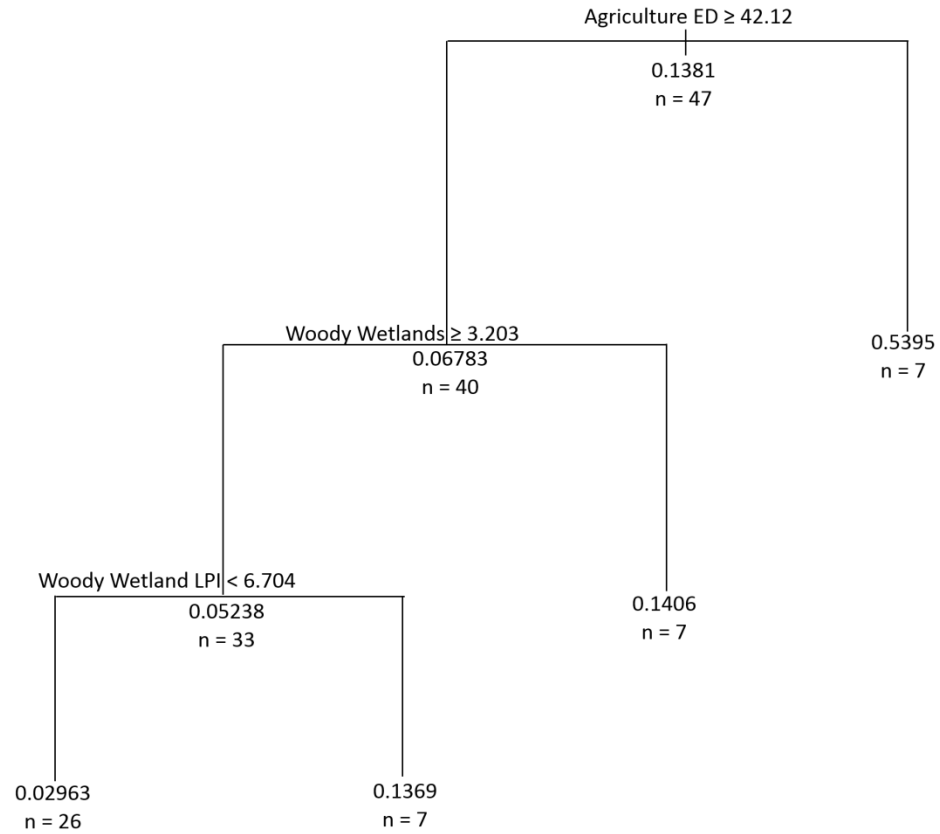 Agriculture ED ≥ 42.12
0.1381
n = 47
Woody Wetlands ≥ 3.203
0.06783
n = 40
0.5395
n = 7
Woody Wetland LPI < 6.704
0.05238
n = 33
0.1406
n = 7
0.02963
n = 26
0.1369
n = 7